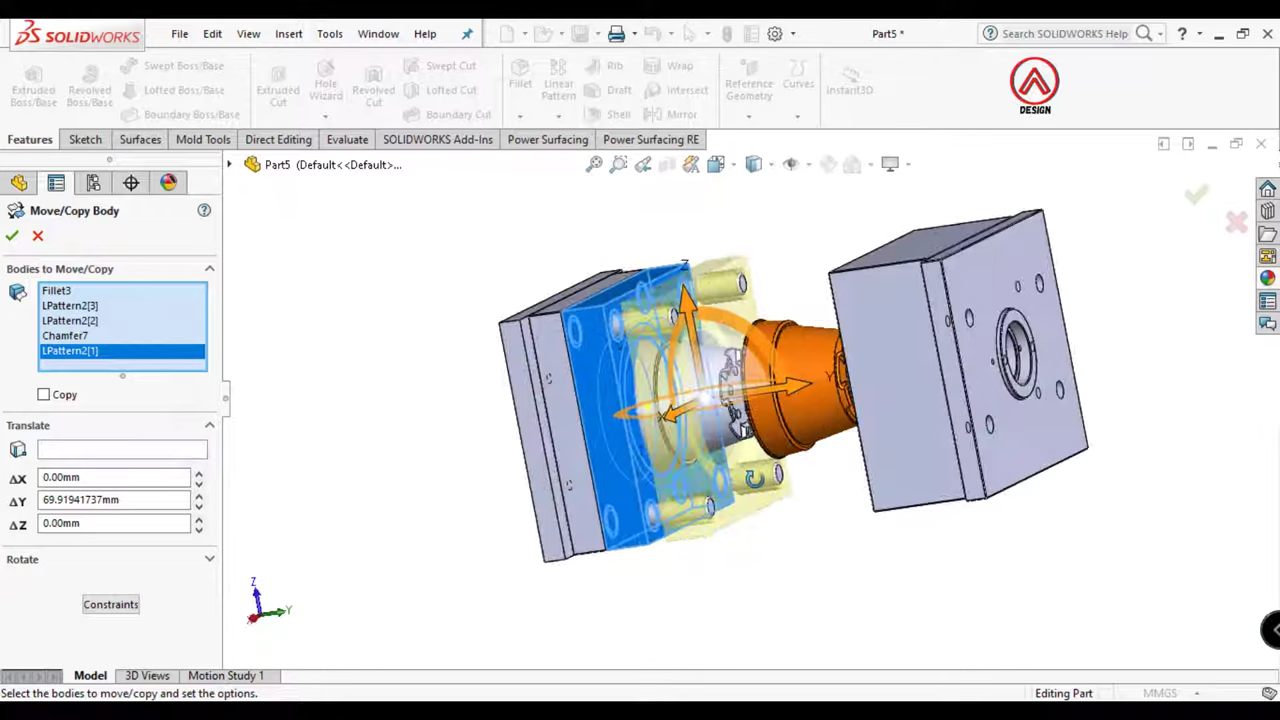 SOLIDWORKS File Edit View Insert Tools Window Help Part5 * Search SOLIDWORKS Help ?
Extruded Boss/Base Revolved Boss/Base Swept Boss/Base Lofted Boss/Base Boundary Boss/Base Extruded Cut Hole Wizard Revolved Cut Swept Cut Lofted Cut Boundary Cut Fillet Linear Pattern Rib Draft Shell Wrap Intersect Mirror Reference Geometry Curves Instant3D
DESIGN
Features Sketch Surfaces Mold Tools Direct Editing Evaluate SOLIDWORKS Add-Ins Power Surfacing Power Surfacing RE
Part5 (Default<<Default>...
Move/Copy Body ?
Bodies to Move/Copy
Fillet3
LPattern2[3]
LPattern2[2]
Chamfer7
LPattern2[1]
Copy
Translate
ΔX 0.00mm
ΔY 69.91941737mm
ΔZ 0.00mm
Rotate
Constraints
Z
Y
Z
Y
Model 3D Views Motion Study 1
Select the bodies to move/copy and set the options. Editing Part MMGS